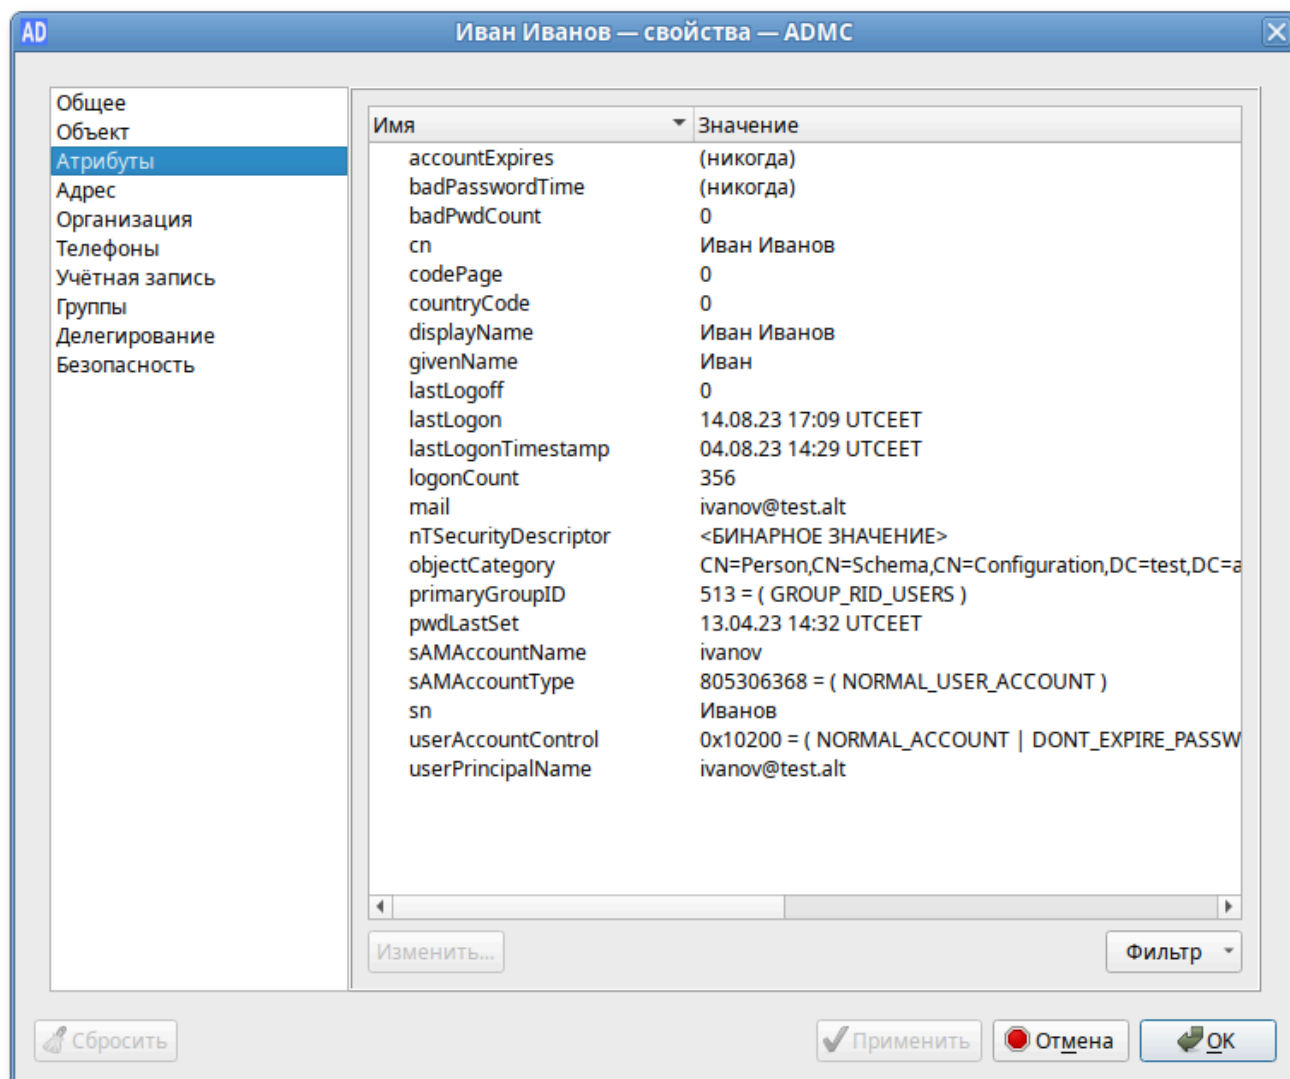 AD Иван Иванов — свойства — ADMC
Общее
Объект
Атрибуты
Адрес
Организация
Телефоны
Учётная запись
Группы
Делегирование
Безопасность
Имя Значение
accountExpires (никогда)
badPasswordTime (никогда)
badPwdCount 0
cn Иван Иванов
codePage 0
countryCode 0
displayName Иван Иванов
givenName Иван
lastLogoff 0
lastLogon 14.08.23 17:09 UTCEET
lastLogonTimestamp 04.08.23 14:29 UTCEET
logonCount 356
mail ivanov@test.alt
nTSecurityDescriptor <БИНАРНОЕ ЗНАЧЕНИЕ>
objectCategory CN=Person,CN=Schema,CN=Configuration,DC=test,DC=a
primaryGroupID 513 = ( GROUP_RID_USERS )
pwdLastSet 13.04.23 14:32 UTCEET
sAMAccountName ivanov
sAMAccountType 805306368 = ( NORMAL_USER_ACCOUNT )
sn Иванов
userAccountControl 0x10200 = ( NORMAL_ACCOUNT | DONT_EXPIRE_PASSW
userPrincipalName ivanov@test.alt
Изменить... Фильтр
Сбросить Применить Отмена OK